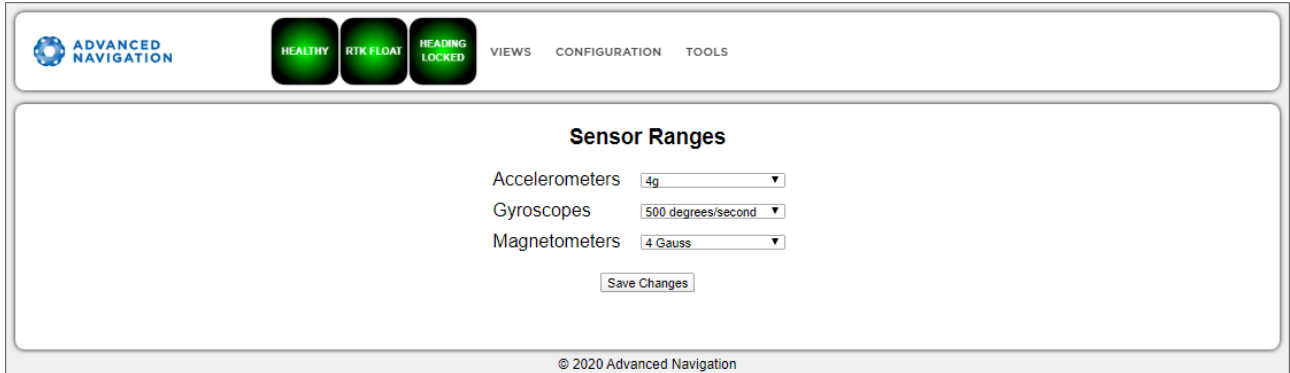 ADVANCED
NAVIGATION
HEALTHY
RTK FLOAT
HEADING
LOCKED
VIEWS CONFIGURATION TOOLS
Sensor Ranges
Accelerometers 4g
Gyroscopes 500 degrees/second
Magnetometers 4 Gauss
Save Changes
© 2020 Advanced Navigation